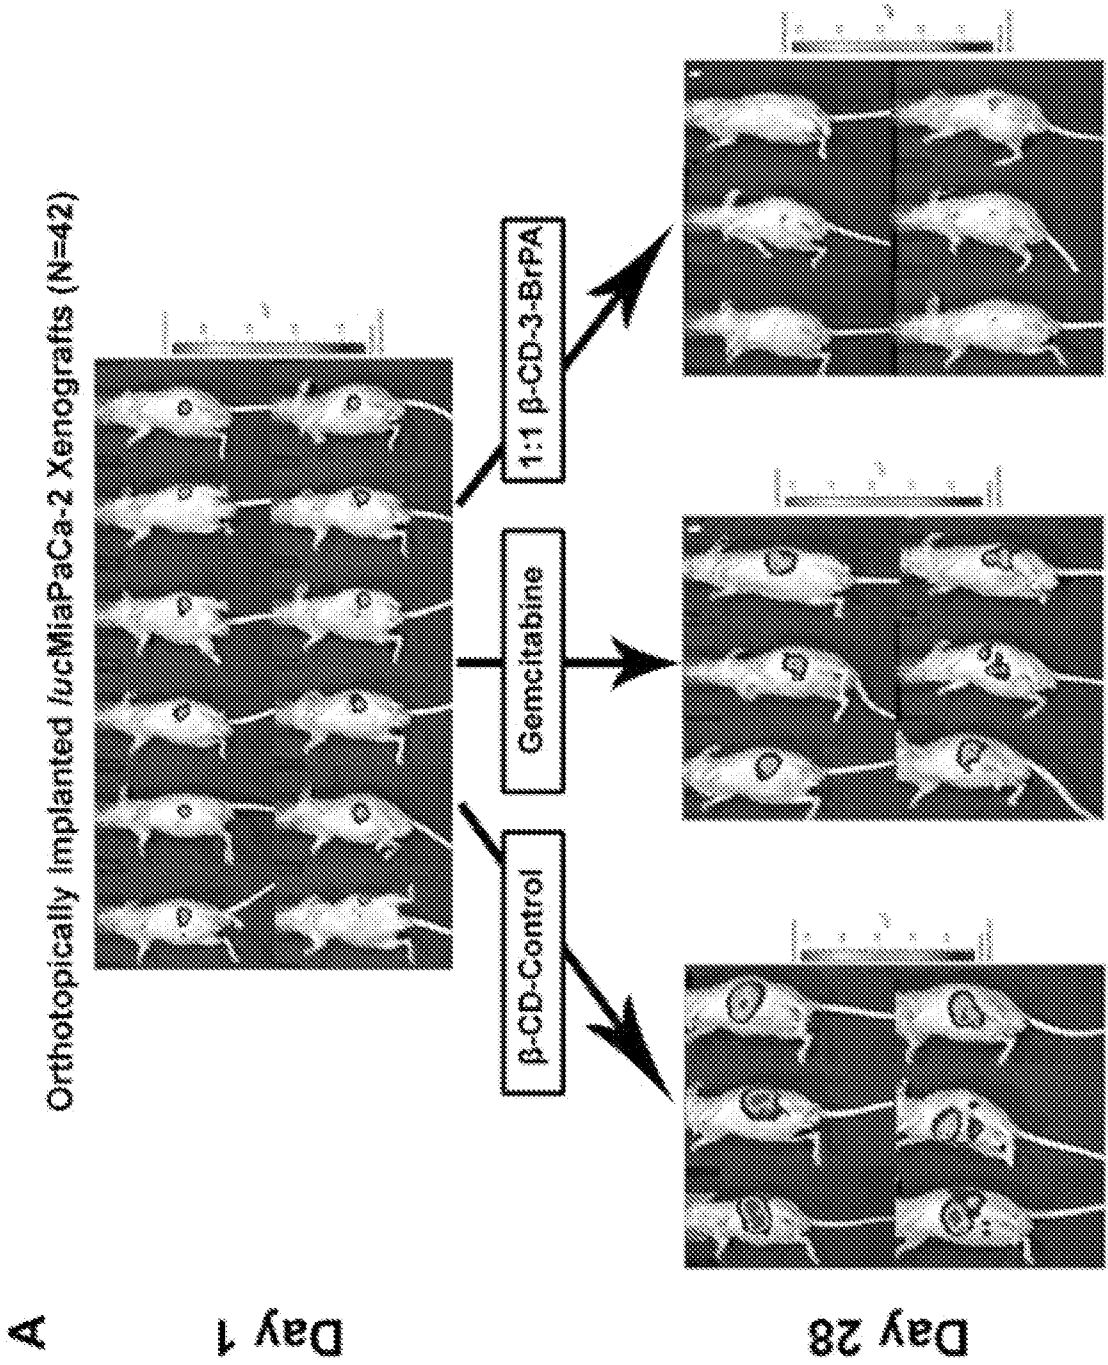 A
Orthotopically Implanted lucMiaPaCa-2 Xenografts (N=42)
Day 1
β-CD-Control
Gemcitabine
1:1 β-CD-3-BrPA
Day 28